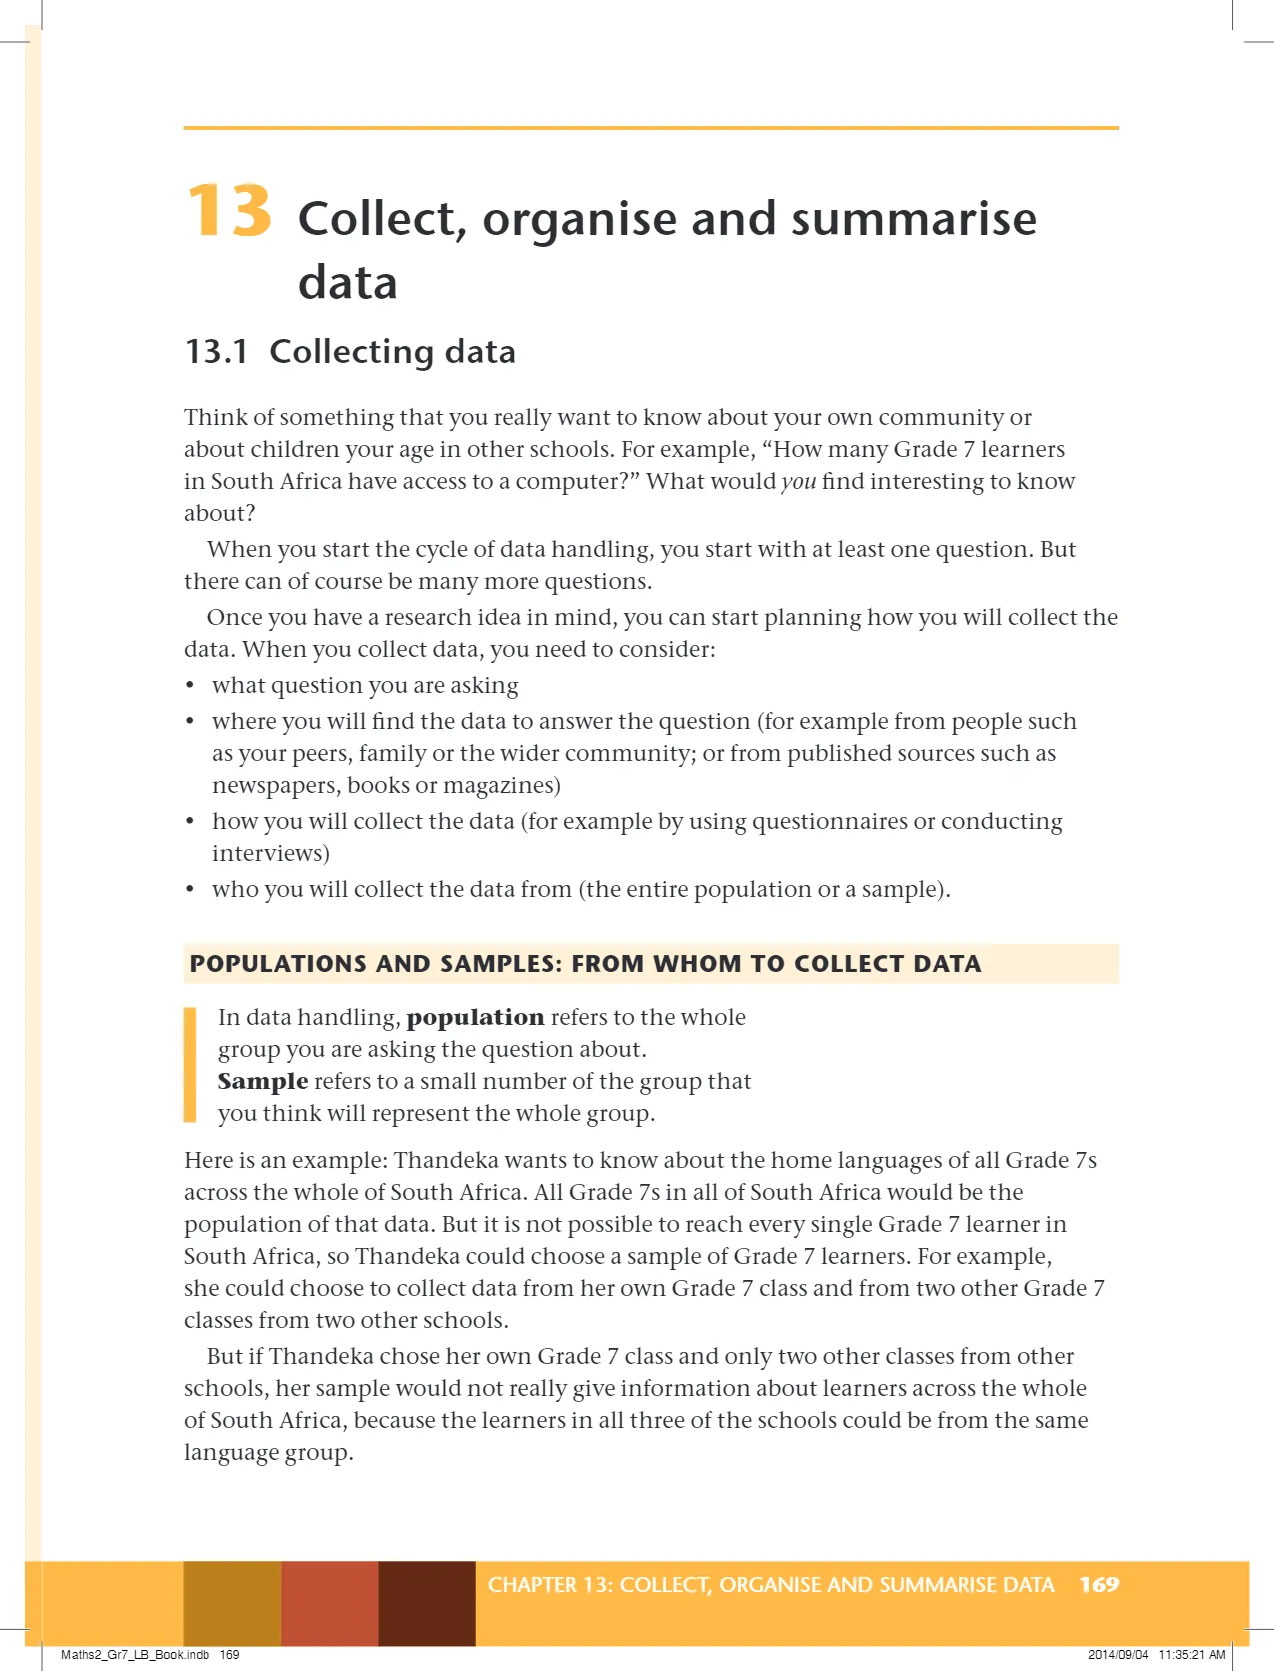 13 Collect, organise and summarise
data
13.1 Collecting data
Think of something that you really want to know about your own community or
about children your age in other schools. For example, “How many Grade 7 learners
in South Africa have access to a computer?” What would you find interesting to know
about?
When you start the cycle of data handling, you start with at least one question. But
there can of course be many more questions.
Once you have a research idea in mind, you can start planning how you will collect the
data. When you collect data, you need to consider:
• what question you are asking
• where you will find the data to answer the question (for example from people such
as your peers, family or the wider community; or from published sources such as
newspapers, books or magazines)
• how you will collect the data (for example by using questionnaires or conducting
interviews)
• who you will collect the data from (the entire population or a sample).
POPULATIONS AND SAMPLES: FROM WHOM TO COLLECT DATA
In data handling, population refers to the whole
group you are asking the question about.
Sample refers to a small number of the group that
you think will represent the whole group.
Here is an example: Thandeka wants to know about the home languages of all Grade 7s
across the whole of South Africa. All Grade 7s in all of South Africa would be the
population of that data. But it is not possible to reach every single Grade 7 learner in
South Africa, so Thandeka could choose a sample of Grade 7 learners. For example,
she could choose to collect data from her own Grade 7 class and from two other Grade 7
classes from two other schools.
But if Thandeka chose her own Grade 7 class and only two other classes from other
schools, her sample would not really give information about learners across the whole
of South Africa, because the learners in all three of the schools could be from the same
language group.
CHAPTER 13: COLLECT, ORGANISE AND SUMMARISE DATA 169
Maths2_Gr7_LB_Book.indb 169 2014/09/04 11:35:21 AM